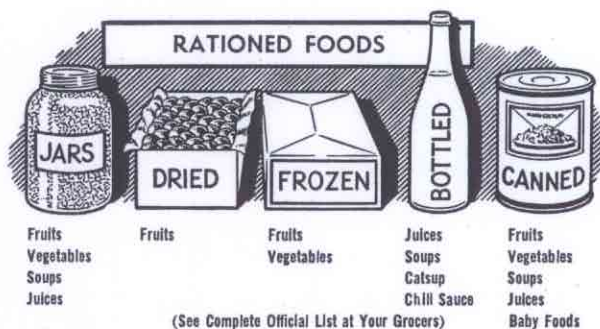 RATIONED FOODS
JARS
DRIED
FROZEN
BOTTLED
CANNED
Fruits
Vegetables
Soups
Juices
Fruits
Fruits
Vegetables
Juices
Soups
Catsup
Chili Sauce
Fruits
Vegetables
Soups
Juices
Baby Foods
(See Complete Official List at Your Grocers)